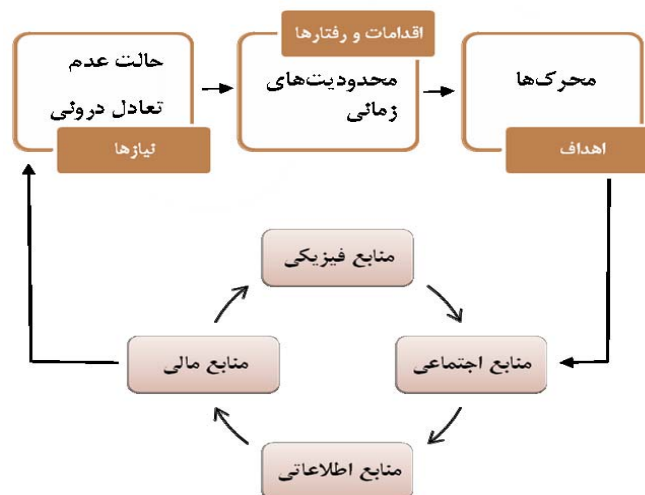 حالت عدم
تعادل درونی
نیازها
اقدامات و رفتارها
محدودیت‌های
زمانی
محرک‌ها
اهداف
منابع فیزیکی
منابع اجتماعی
منابع اطلاعاتی
منابع مالی